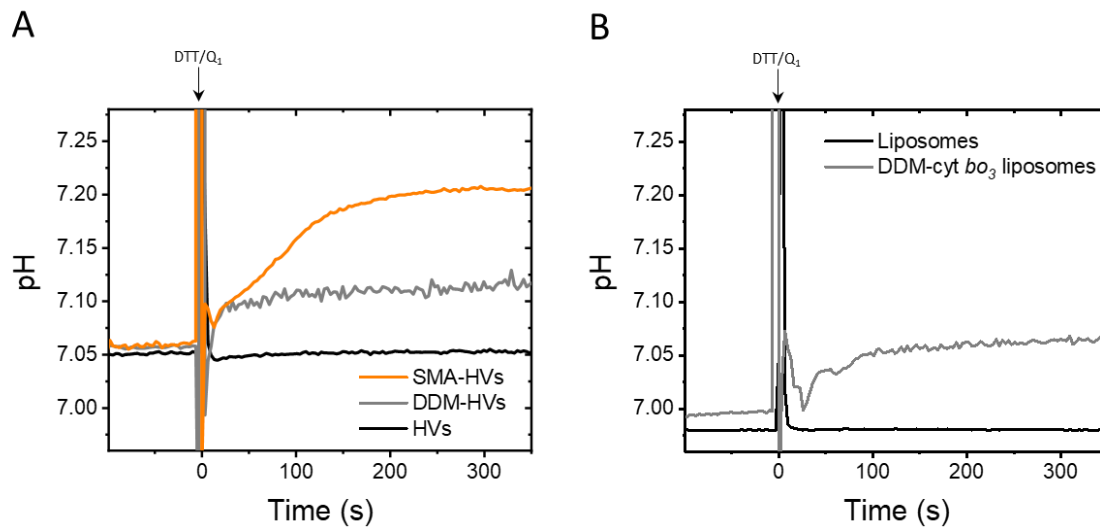 A
DTT/Q₁
7.25
7.20
7.15
7.10
7.05
7.00
pH
SMA-HVs
DDM-HVs
HVs
0
100
200
300
Time (s)
B
DTT/Q₁
7.25
7.20
7.15
7.10
7.05
7.00
pH
Liposomes
DDM-cyt bo₃ liposomes
0
100
200
300
Time (s)